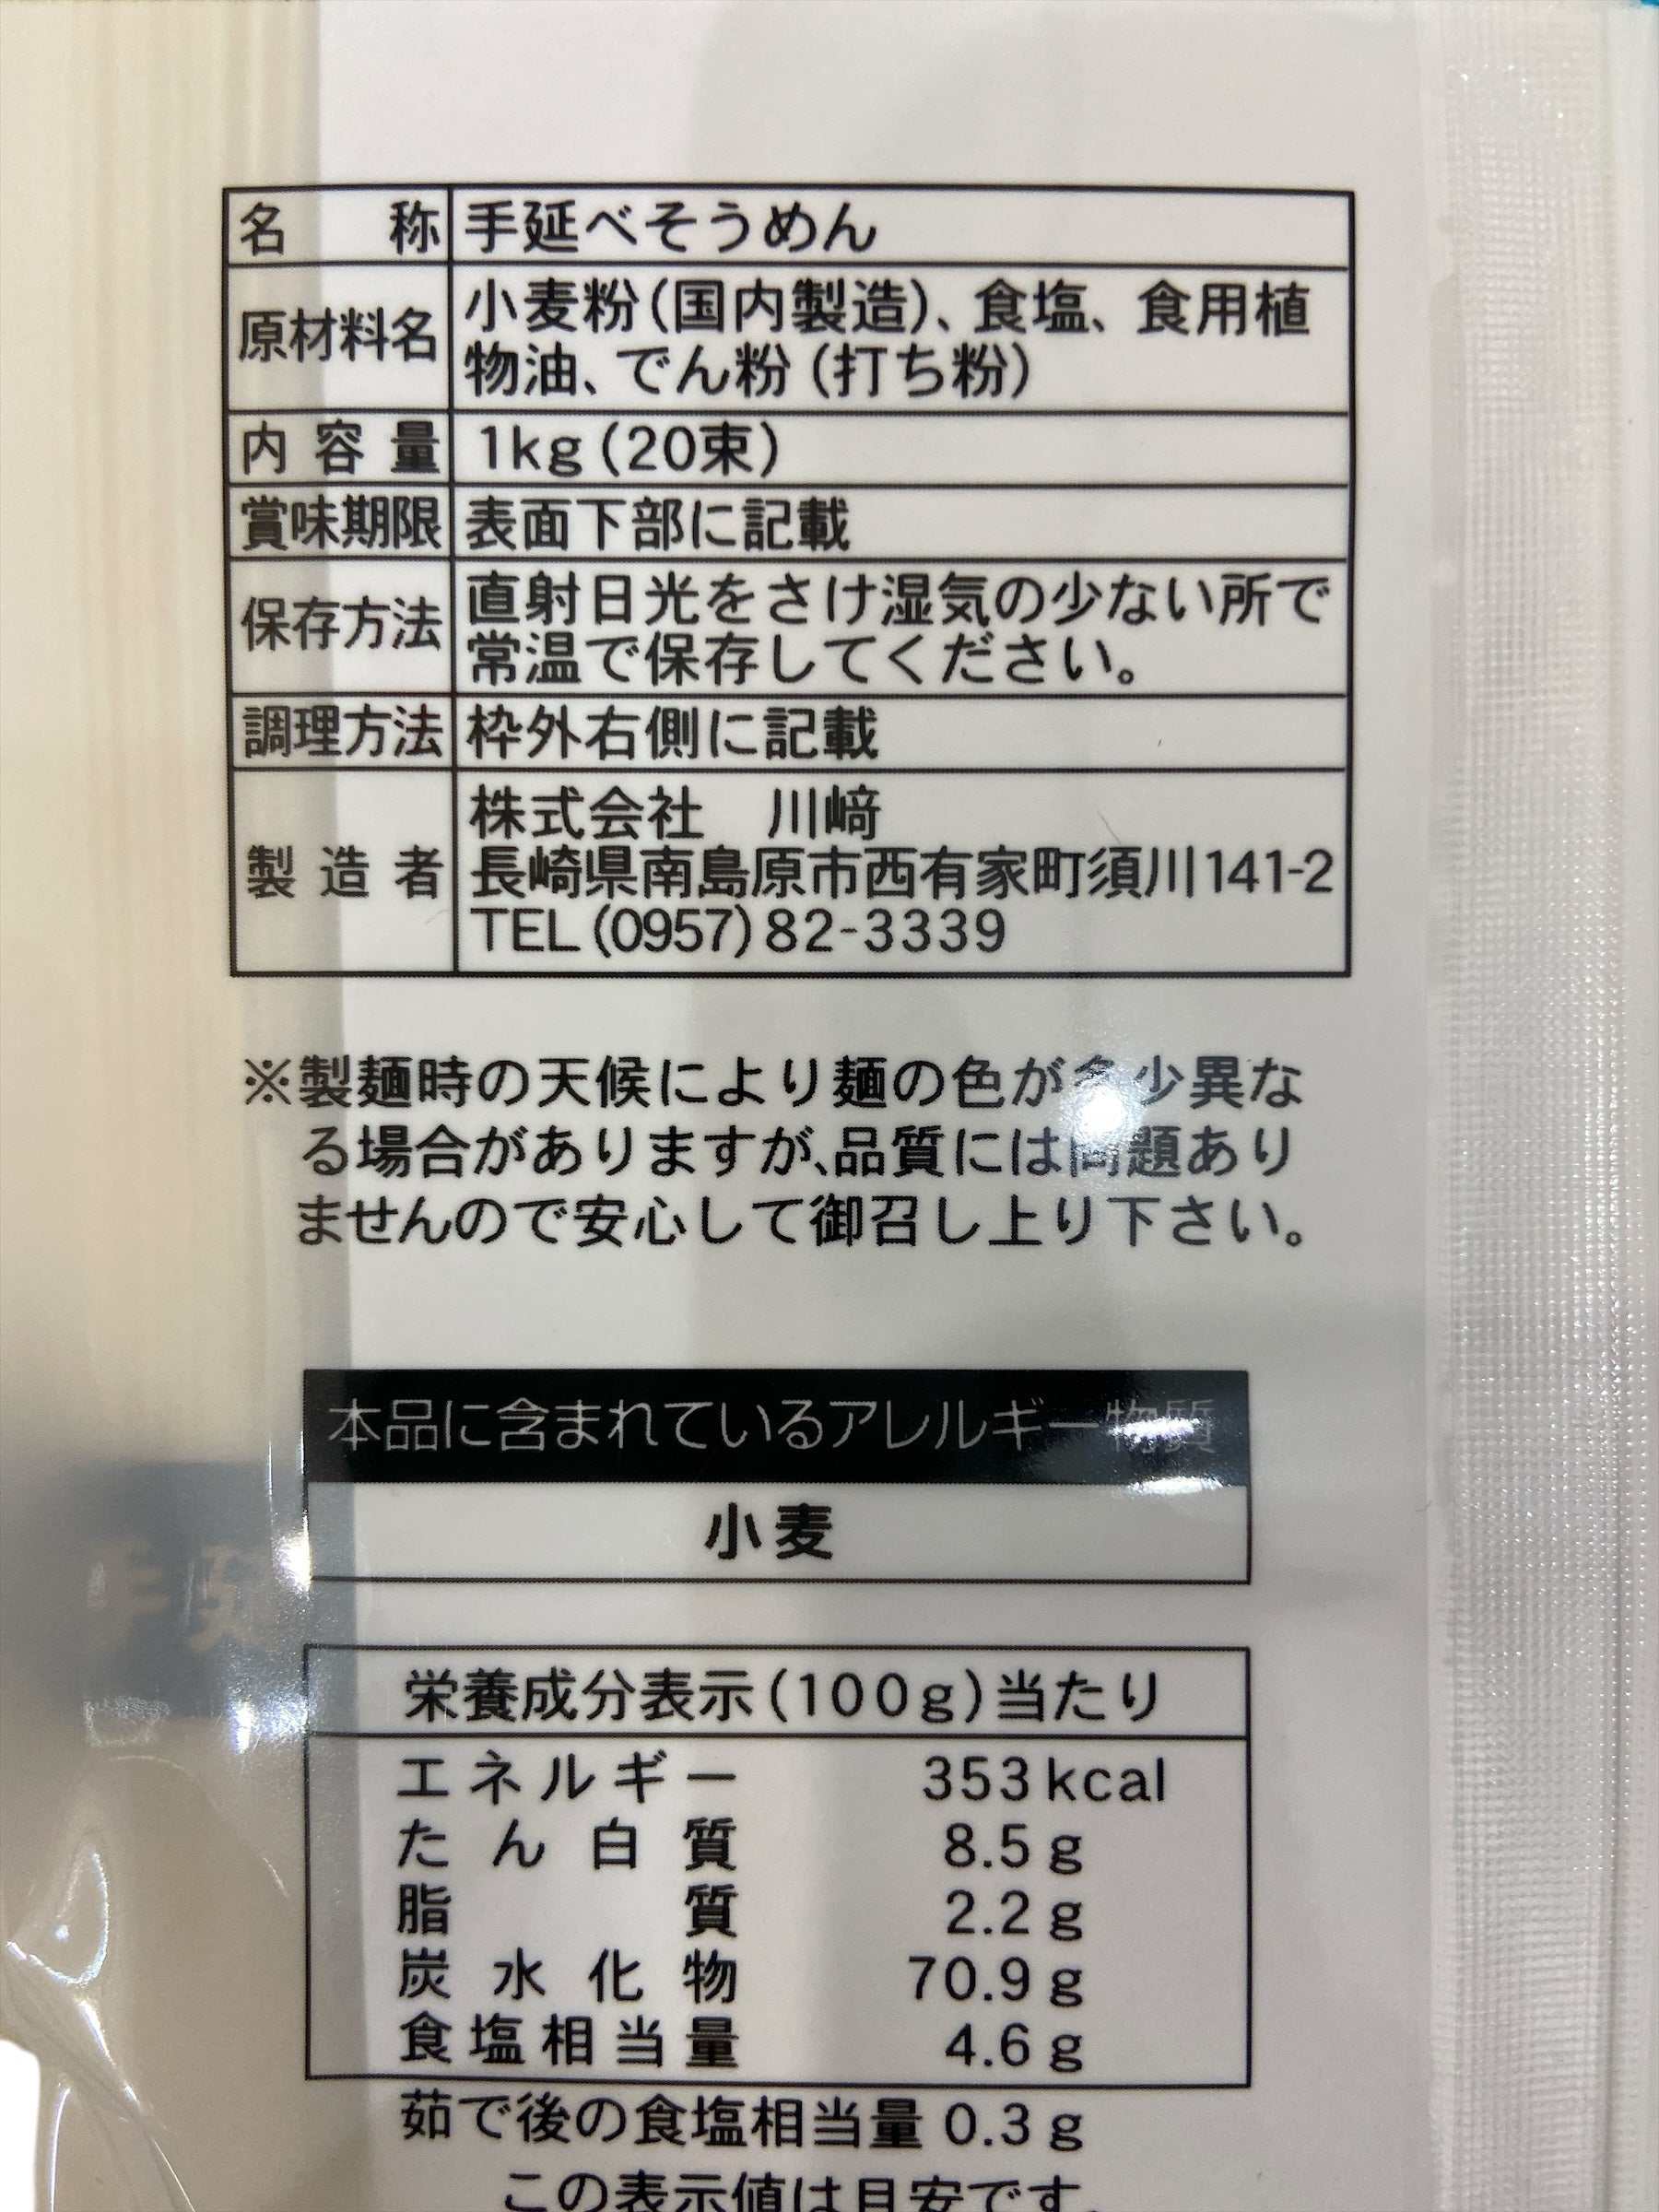 名称 手延べそうめん
原材料名 小麦粉(国内製造)、食塩、食用植
物油、でん粉(打ち粉)
内容量 1kg(20束)
賞味期限 表面下部に記載
保存方法 直射日光をさけ湿気の少ない所で
常温で保存してください。
調理方法 枠外右側に記載
製造者 株式会社 川﨑
長崎県南島原市西有家町須川141-2
TEL(0957)82-3339
※製麺時の天候により麺の色が多少異な
る場合がありますが、品質には問題あり
ませんので安心して御召し上り下さい。
本品に含まれているアレルギー物質
小麦
手延
栄養成分表示(100g)当たり
エネルギー 353kcal
たん白質 8.5g
脂質 2.2g
炭水化物 70.9g
食塩相当量 4.6g
茹で後の食塩相当量 0.3g
この表示値は目安です。